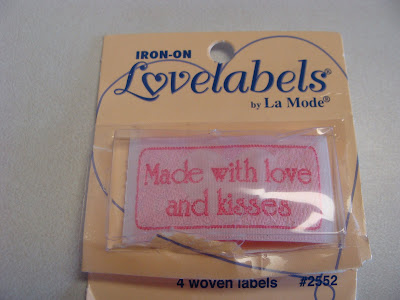 IRON-ON
Lovelabels®
by La Mode®
Made with love
and kisses
4 woven labels #2552